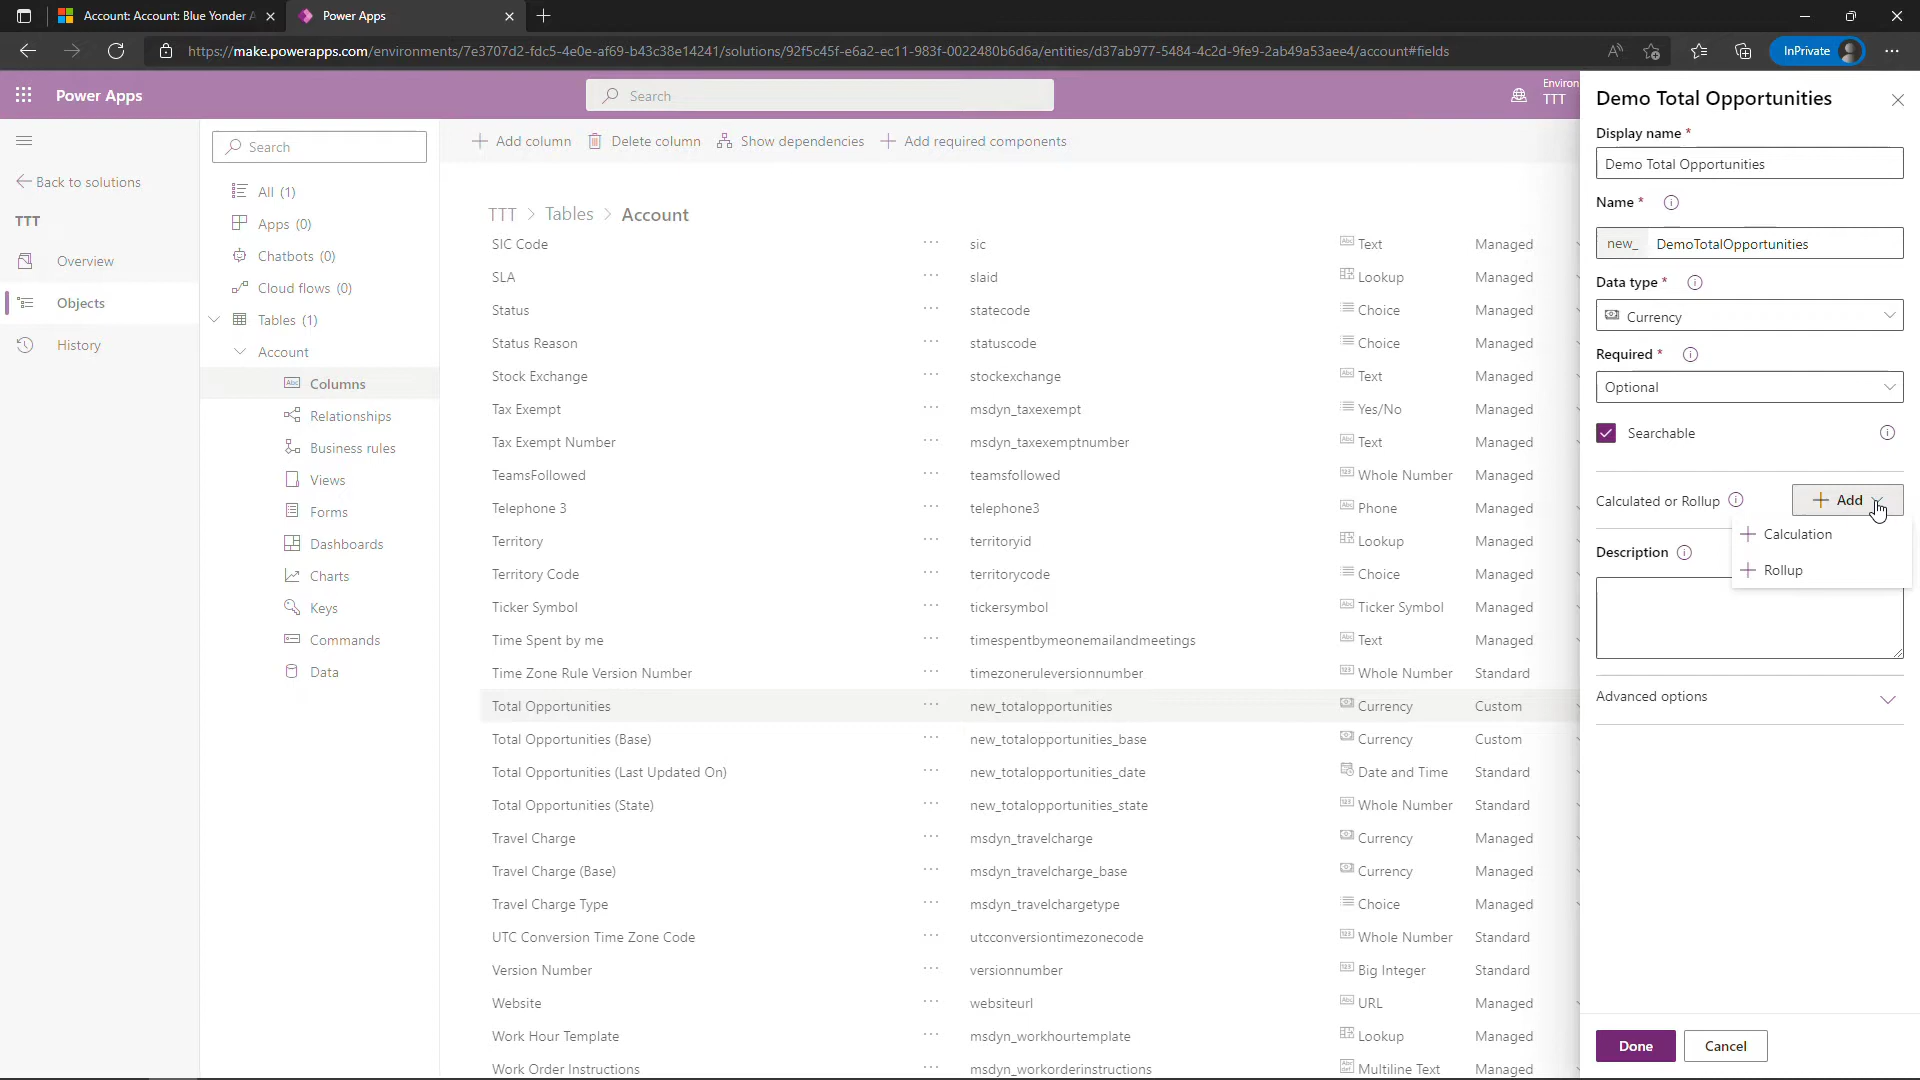 Account: Account: Blue Yonder A
Power Apps
https://make.powerapps.com/environments/7e3707d2-fdc5-4e0e-af69-b43c38e14241/solutions/92f5c45f-e6a2-ec11-983f-0022480b6d6a/entities/d37ab977-5484-4c2d-9fe9-2ab49a53aee4/account#fields
InPrivate
Power Apps
Search
Environ
TTT
Back to solutions
TTT
Overview
Objects
History
Search
All (1)
Apps (0)
Chatbots (0)
Cloud flows (0)
Tables (1)
Account
Columns
Relationships
Business rules
Views
Forms
Dashboards
Charts
Keys
Commands
Data
Add column Delete column Show dependencies Add required components
TTT > Tables > Account
SIC Code ··· sic Text Managed
SLA ··· slaid Lookup Managed
Status ··· statecode Choice Managed
Status Reason ··· statuscode Choice Managed
Stock Exchange ··· stockexchange Text Managed
Tax Exempt ··· msdyn_taxexempt Yes/No Managed
Tax Exempt Number ··· msdyn_taxexemptnumber Text Managed
TeamsFollowed ··· teamsfollowed Whole Number Managed
Telephone 3 ··· telephone3 Phone Managed
Territory ··· territoryid Lookup Managed
Territory Code ··· territorycode Choice Managed
Ticker Symbol ··· tickersymbol Ticker Symbol Managed
Time Spent by me ··· timespentbymeonemailandmeetings Text Managed
Time Zone Rule Version Number ··· timezoneruleversionnumber Whole Number Standard
Total Opportunities ··· new_totalopportunities Currency Custom
Total Opportunities (Base) ··· new_totalopportunities_base Currency Custom
Total Opportunities (Last Updated On) ··· new_totalopportunities_date Date and Time Standard
Total Opportunities (State) ··· new_totalopportunities_state Whole Number Standard
Travel Charge ··· msdyn_travelcharge Currency Managed
Travel Charge (Base) ··· msdyn_travelcharge_base Currency Managed
Travel Charge Type ··· msdyn_travelchargetype Choice Managed
UTC Conversion Time Zone Code ··· utcconversiontimezonecode Whole Number Standard
Version Number ··· versionnumber Big Integer Standard
Website ··· websiteurl URL Managed
Work Hour Template ··· msdyn_workhourtemplate Lookup Managed
Work Order Instructions ··· msdyn_workorderinstructions Multiline Text Managed
Demo Total Opportunities
Display name *
Demo Total Opportunities
Name *
new_ DemoTotalOpportunities
Data type *
Currency
Required *
Optional
Searchable
Calculated or Rollup + Add
+ Calculation
Description
+ Rollup
Advanced options
Done Cancel